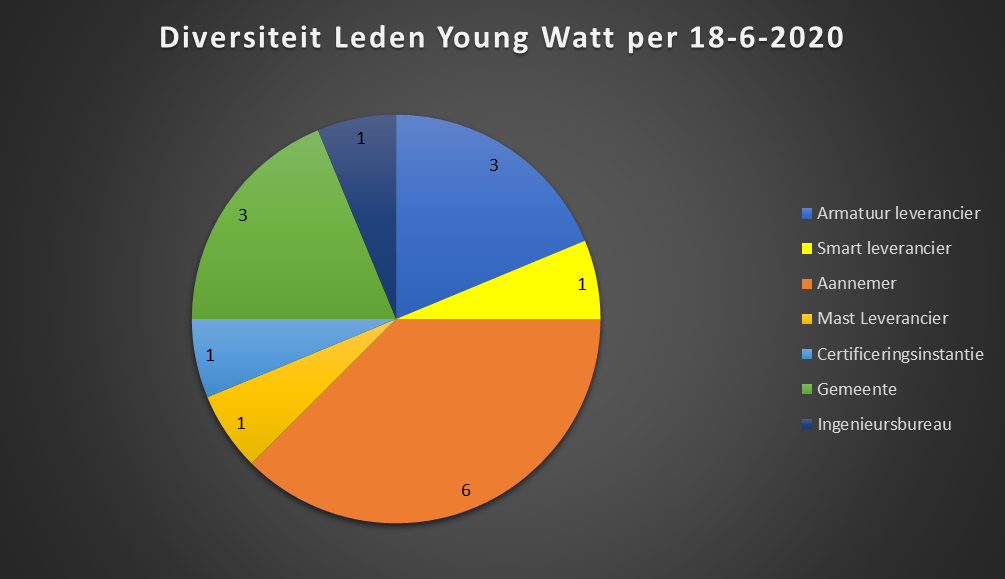 Diversiteit Leden Young Watt per 18-6-2020
1
3
3
1
1
1
6
Armatuur leverancier
Smart leverancier
Aannemer
Mast Leverancier
Certificeringsinstantie
Gemeente
Ingenieursbureau